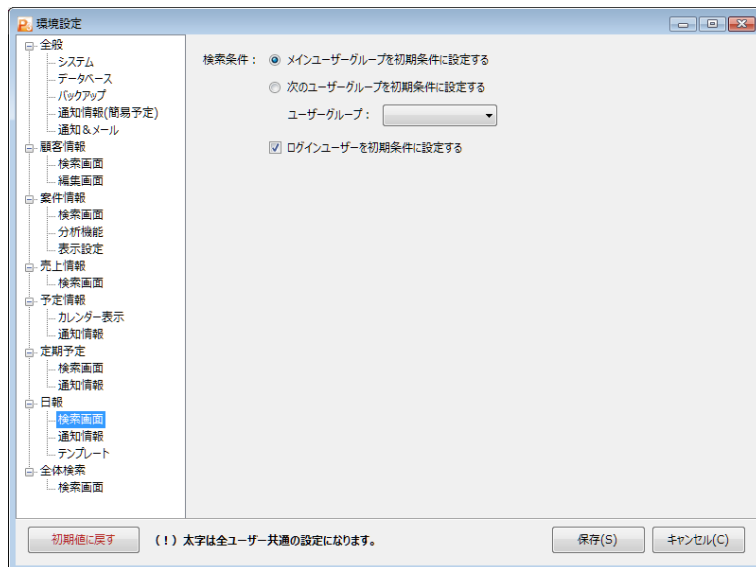 環境設定
全般
システム
データベース
バックアップ
通知情報(簡易予定)
通知&メール
顧客情報
検索画面
編集画面
案件情報
検索画面
分析機能
表示設定
売上情報
検索画面
予定情報
カレンダー表示
通知情報
定期予定
検索画面
通知情報
日報
検索画面
通知情報
テンプレート
全体検索
検索画面
検索条件： メインユーザーグループを初期条件に設定する
次のユーザーグループを初期条件に設定する
ユーザーグループ：
ログインユーザーを初期条件に設定する
初期値に戻す (！)太字は全ユーザー共通の設定になります。 保存(S) キャンセル(C)